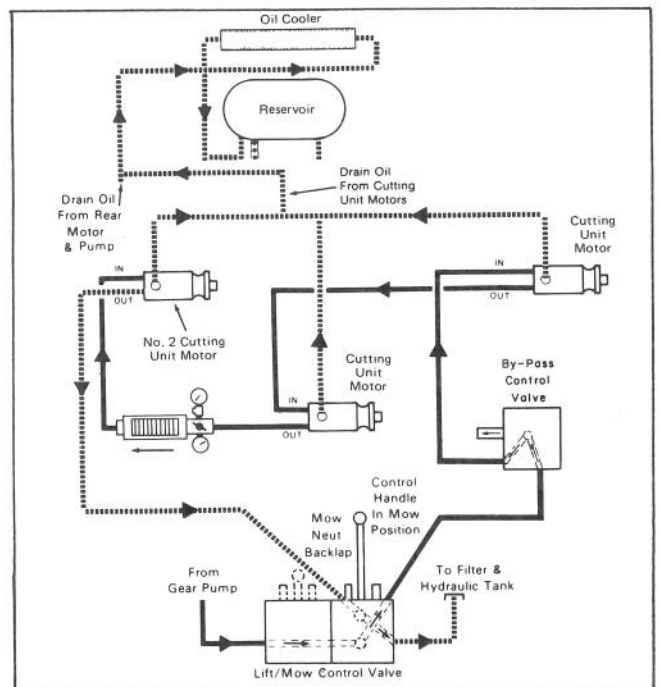 Oil Cooler
Reservoir
Drain Oil
From Rear
Motor
& Pump
Drain Oil
From Cutting
Unit Motors
Cutting
Unit
Motor
IN
OUT
IN
OUT
No. 2 Cutting
Unit Motor
Cutting
Unit
Motor
IN
OUT
By-Pass
Control
Valve
Control
Handle
In Mow
Position
Mow
Neut
Backlap
From
Gear Pump
To Filter &
Hydraulic Tank
Lift/Mow Control Valve